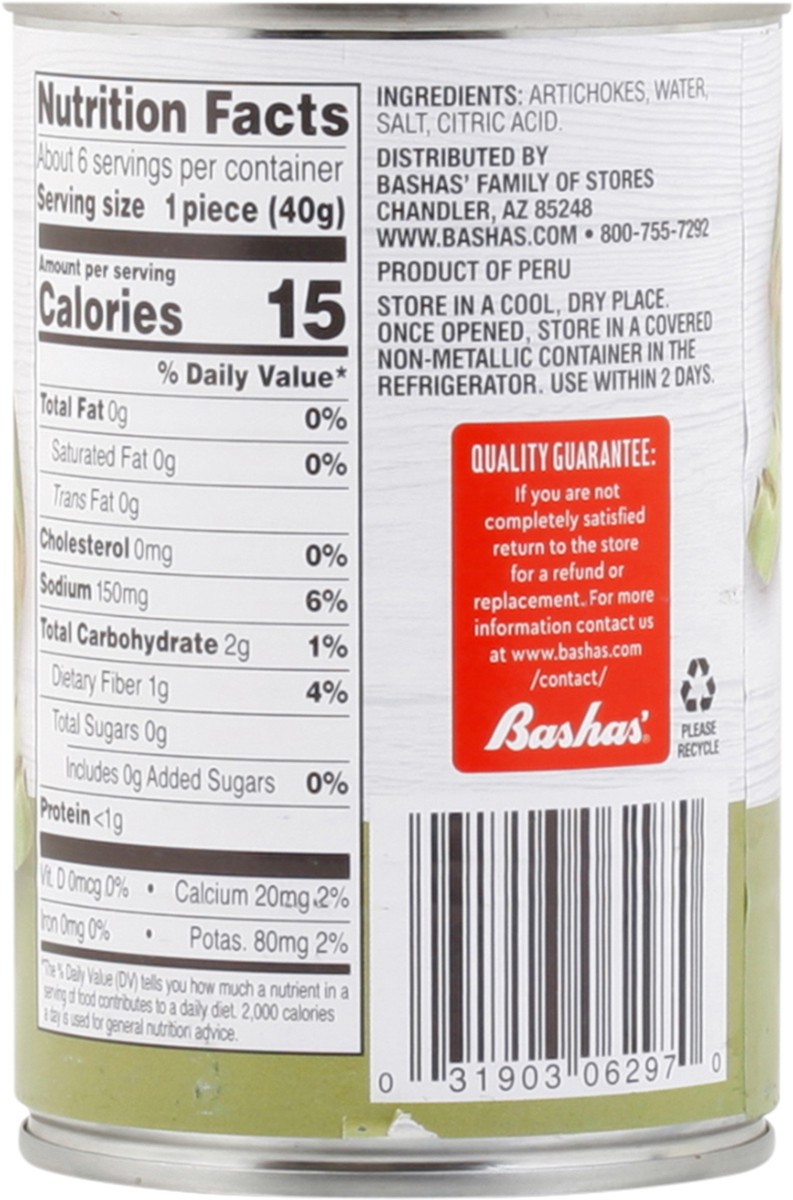 Nutrition Facts
About 6 servings per container
Serving size 1 piece (40g)
Amount per serving
Calories 15
% Daily Value*
Total Fat 0g 0%
Saturated Fat 0g 0%
Trans Fat 0g
Cholesterol 0mg 0%
Sodium 150mg 6%
Total Carbohydrate 2g 1%
Dietary Fiber 1g 4%
Total Sugars 0g
Includes 0g Added Sugars 0%
Protein <1g
Vit. D 0mcg 0% • Calcium 20mg 2%
Iron 0mg 0% • Potas. 80mg 2%
*The % Daily Value (DV) tells you how much a nutrient in a
serving of food contributes to a daily diet. 2,000 calories
a day is used for general nutrition advice.
INGREDIENTS: ARTICHOKES, WATER,
SALT, CITRIC ACID.
DISTRIBUTED BY
BASHAS' FAMILY OF STORES
CHANDLER, AZ 85248
WWW.BASHAS.COM • 800-755-7292
PRODUCT OF PERU
STORE IN A COOL, DRY PLACE.
ONCE OPENED, STORE IN A COVERED
NON-METALLIC CONTAINER IN THE
REFRIGERATOR. USE WITHIN 2 DAYS.
QUALITY GUARANTEE:
If you are not
completely satisfied
return to the store
for a refund or
replacement. For more
information contact us
at www.bashas.com
/contact/
Bashas'®
PLEASE
RECYCLE
0 31903 06297 0